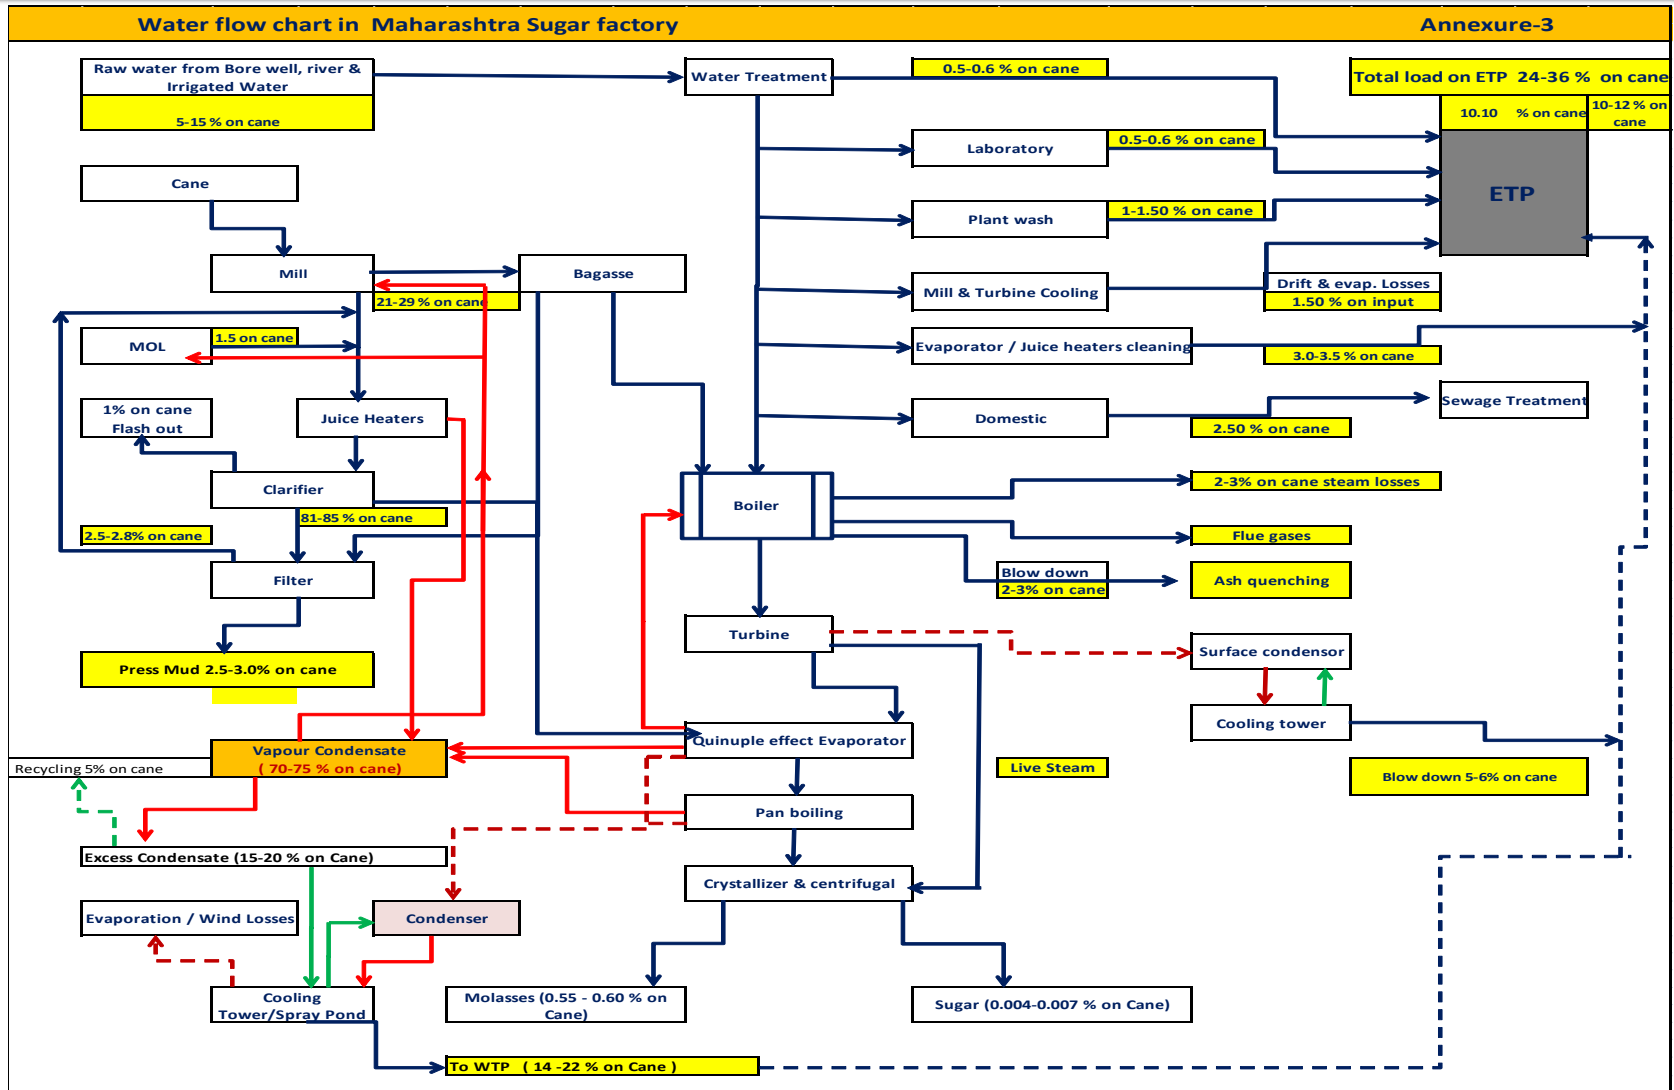 Water flow chart in  Maharashtra Sugar factory
Annexure-3
Raw water from Bore well, river &
Irrigated Water
5-15 % on cane
Water Treatment
0.5-0.6 % on cane
Total load on ETP  24-36 %  on cane
10.10    % on cane
10-12 % on
cane
Laboratory
0.5-0.6 % on cane
ETP
Cane
Plant wash
1-1.50 % on cane
Mill
Bagasse
21-29 % on cane
Mill & Turbine Cooling
Drift & evap. Losses
1.50 % on input
MOL
1.5 on cane
Evaporator / Juice heaters cleaning
3.0-3.5 % on cane
1% on cane
Flash out
Juice Heaters
Domestic
2.50 % on cane
Sewage Treatment
Clarifier
81-85 % on cane
Boiler
2-3% on cane steam losses
2.5-2.8% on cane
Flue gases
Filter
Blow down
2-3% on cane
Ash quenching
Turbine
Surface condensor
Press Mud 2.5-3.0% on cane
Cooling tower
Vapour Condensate
( 70-75 % on cane)
Recycling 5% on cane
Quinuple effect Evaporator
Live Steam
Blow down 5-6% on cane
Pan boiling
Excess Condensate (15-20 % on Cane)
Crystallizer & centrifugal
Evaporation / Wind Losses
Condenser
Cooling
Tower/Spray Pond
Molasses (0.55 - 0.60 % on
Cane)
Sugar (0.004-0.007 % on Cane)
To WTP   ( 14 -22 % on Cane )